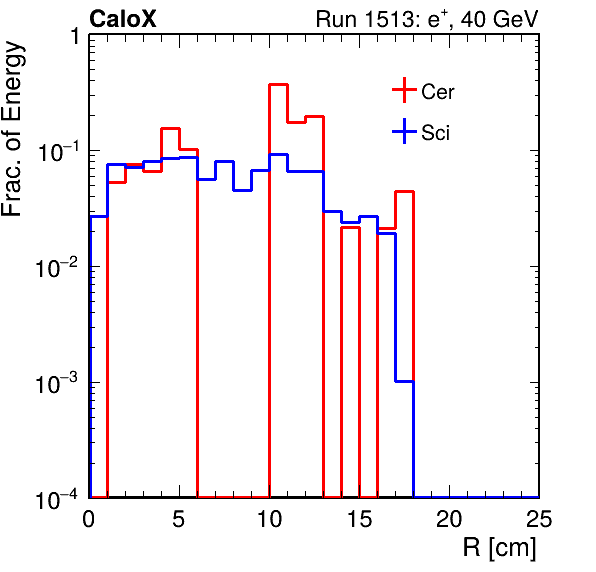 CaloX Run 1513: e⁺, 40 GeV
Frac. of Energy
1
10⁻¹
10⁻²
10⁻³
10⁻⁴
Cer
Sci
0 5 10 15 20 25
R [cm]